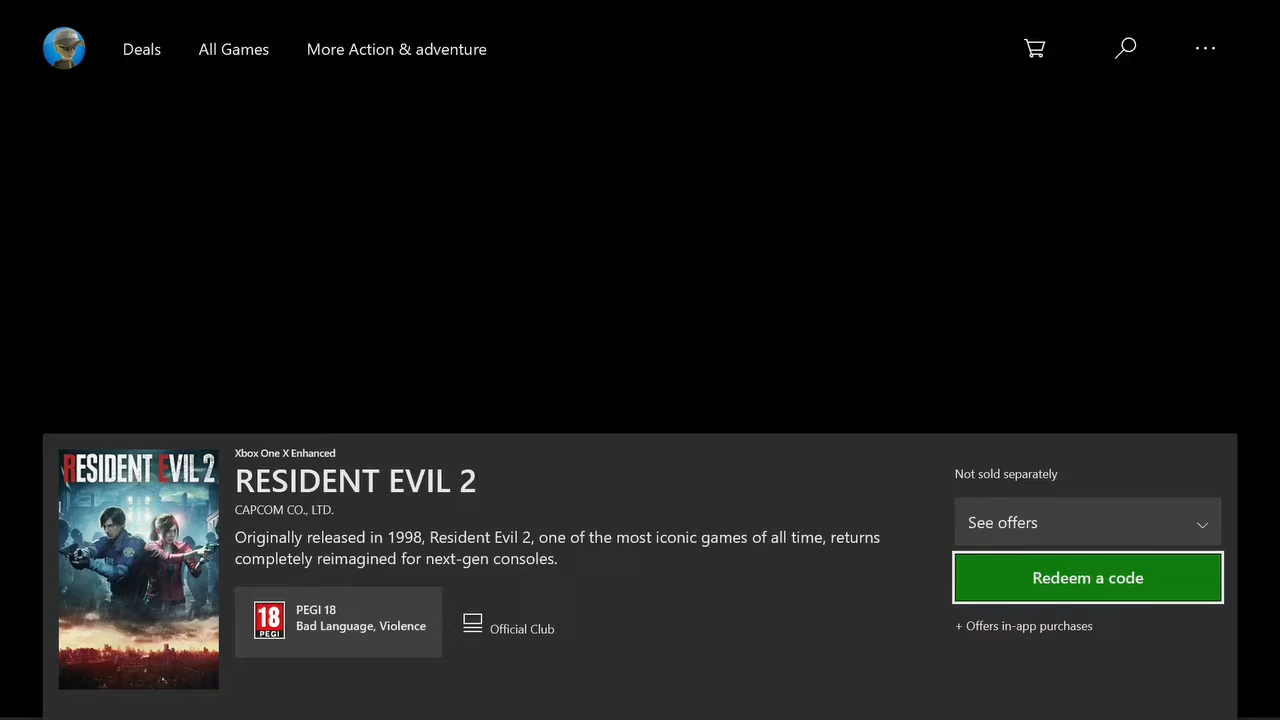 Deals
All Games
More Action & adventure
RESIDENT EVIL 2
Xbox One X Enhanced
RESIDENT EVIL 2
CAPCOM CO., LTD.
Originally released in 1998, Resident Evil 2, one of the most iconic games of all time, returns
completely reimagined for next-gen consoles.
18
PEGI
PEGI 18
Bad Language, Violence
Official Club
Not sold separately
See offers
Redeem a code
+ Offers in-app purchases